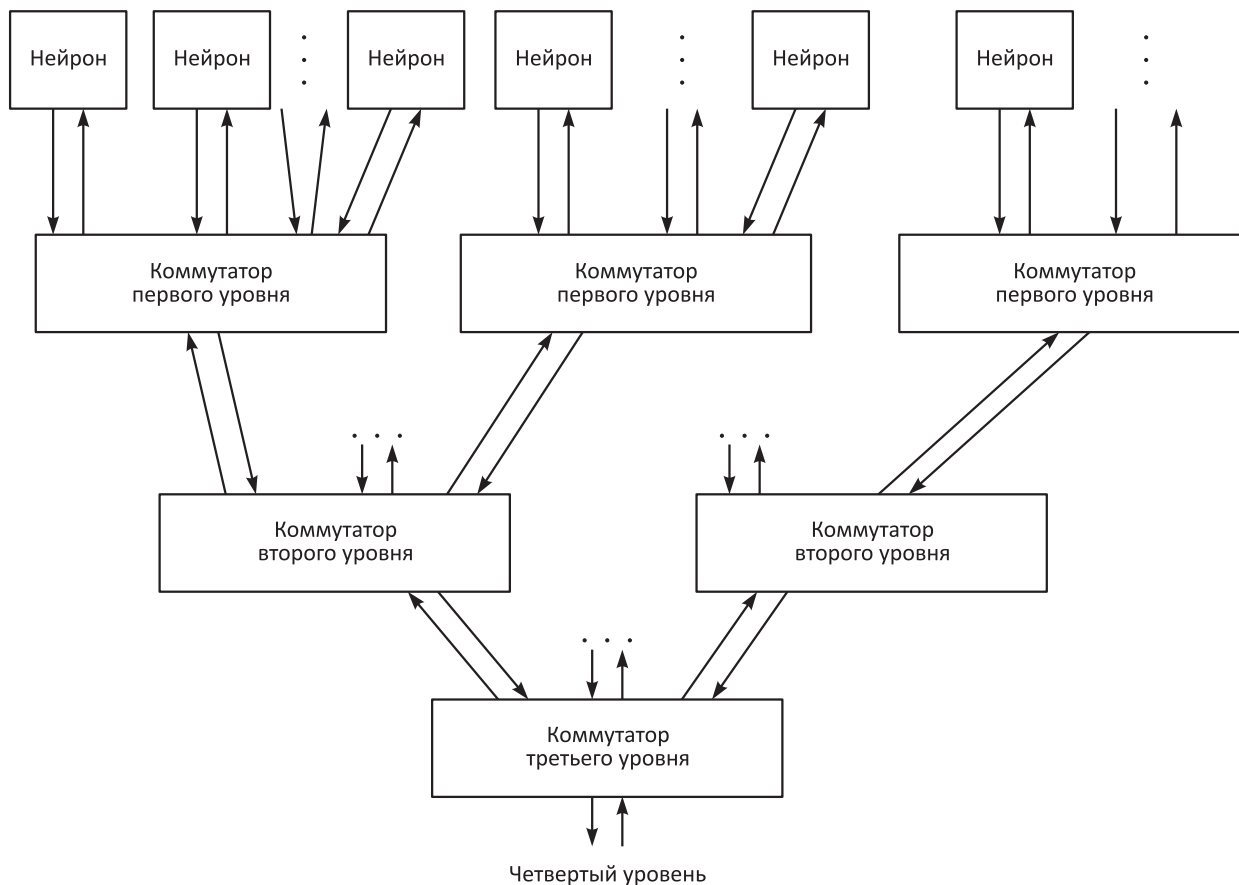 Нейрон
Нейрон
Нейрон
Нейрон
Нейрон
Нейрон
Коммутатор
первого уровня
Коммутатор
первого уровня
Коммутатор
первого уровня
Коммутатор
второго уровня
Коммутатор
второго уровня
Коммутатор
третьего уровня
Четвертый уровень